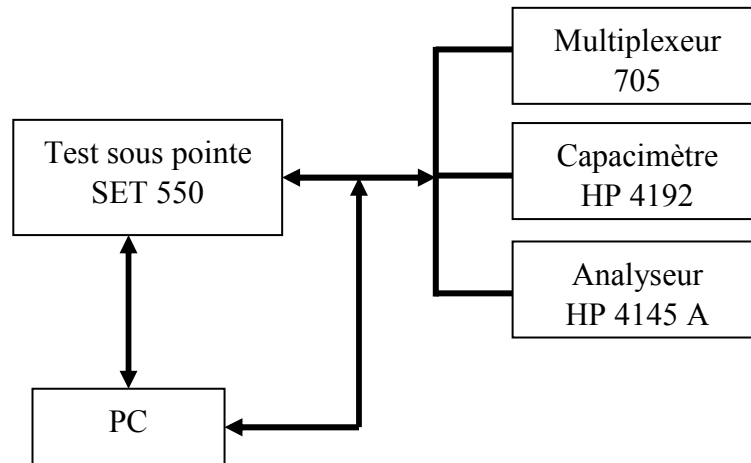 Multiplexeur
705
Test sous pointe
SET 550
Capacimètre
HP 4192
Analyseur
HP 4145 A
PC